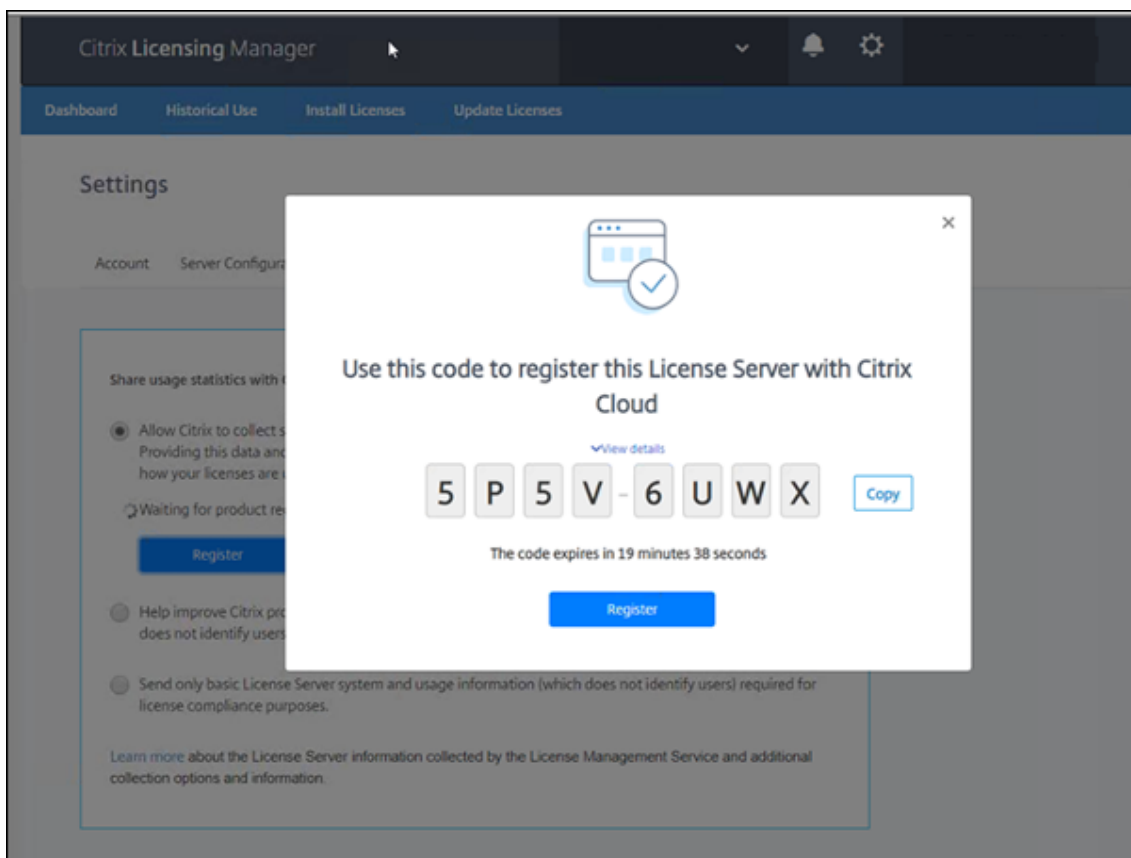 Citrix Licensing Manager
Dashboard Historical Use Install Licenses Update Licenses
Settings
Account Server
Share usage statistics with
Allow Citrix to collect
Providing this data and
how your licenses are
Waiting for product
Register
Help improve Citrix
does not identify users
Send only basic License Server system and usage information (which does not identify users) required for
license compliance purposes.
Learn more about the License Server information collected by the License Management Service and additional
collection options and information.
×
Use this code to register this License Server with Citrix
Cloud
View details
5 P 5 V - 6 U W X
Copy
The code expires in 19 minutes 38 seconds
Register